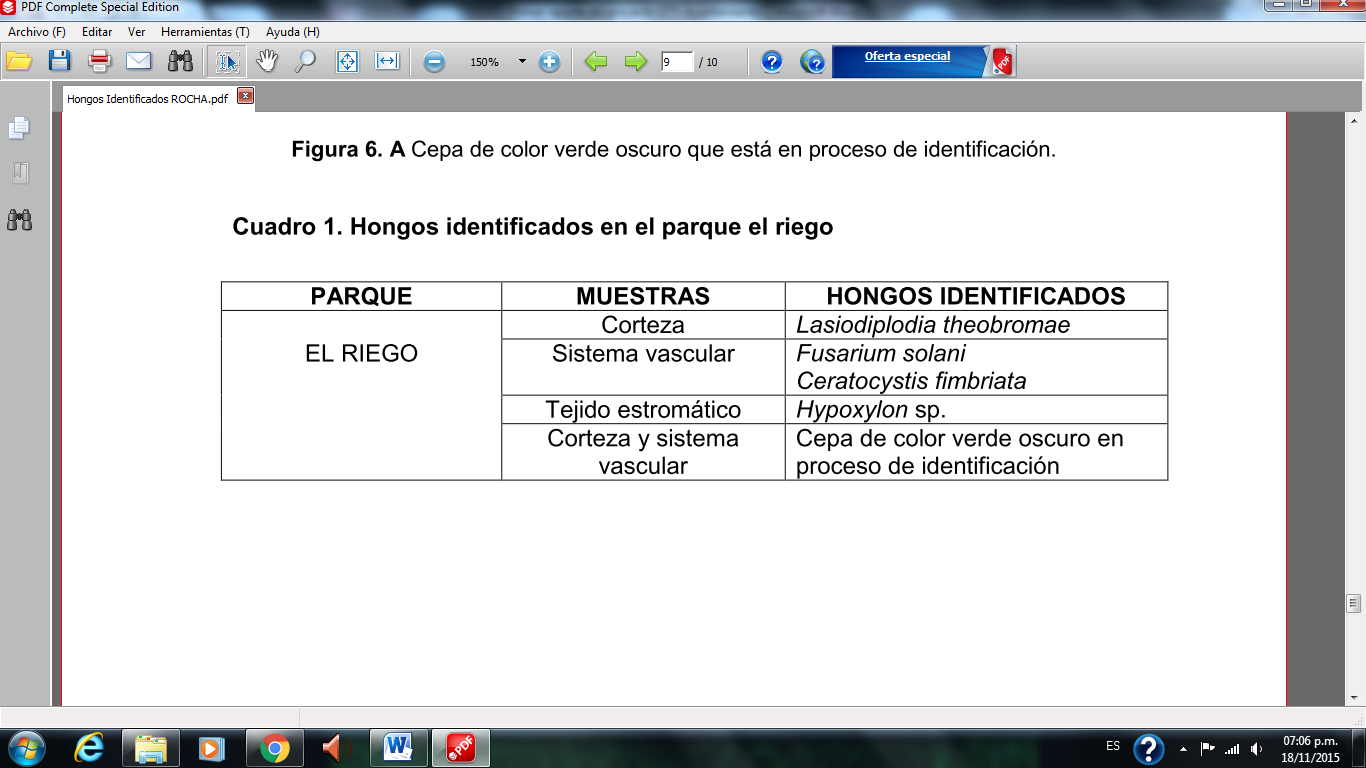 PDF Complete Special Edition
Archivo (F) Editar Ver Herramientas (T) Ayuda (H)
150% 9 / 10 Oferta especial
Hongos Identificados ROCHA.pdf
Figura 6. A Cepa de color verde oscuro que está en proceso de identificación.
Cuadro 1. Hongos identificados en el parque el riego
PARQUE MUESTRAS HONGOS IDENTIFICADOS
Corteza Lasiodiplodia theobromae
EL RIEGO Sistema vascular Fusarium solani
Ceratocystis fimbriata
Tejido estromático Hypoxylon sp.
Corteza y sistema Cepa de color verde oscuro en
vascular proceso de identificación
ES 07:06 p.m.
18/11/2015